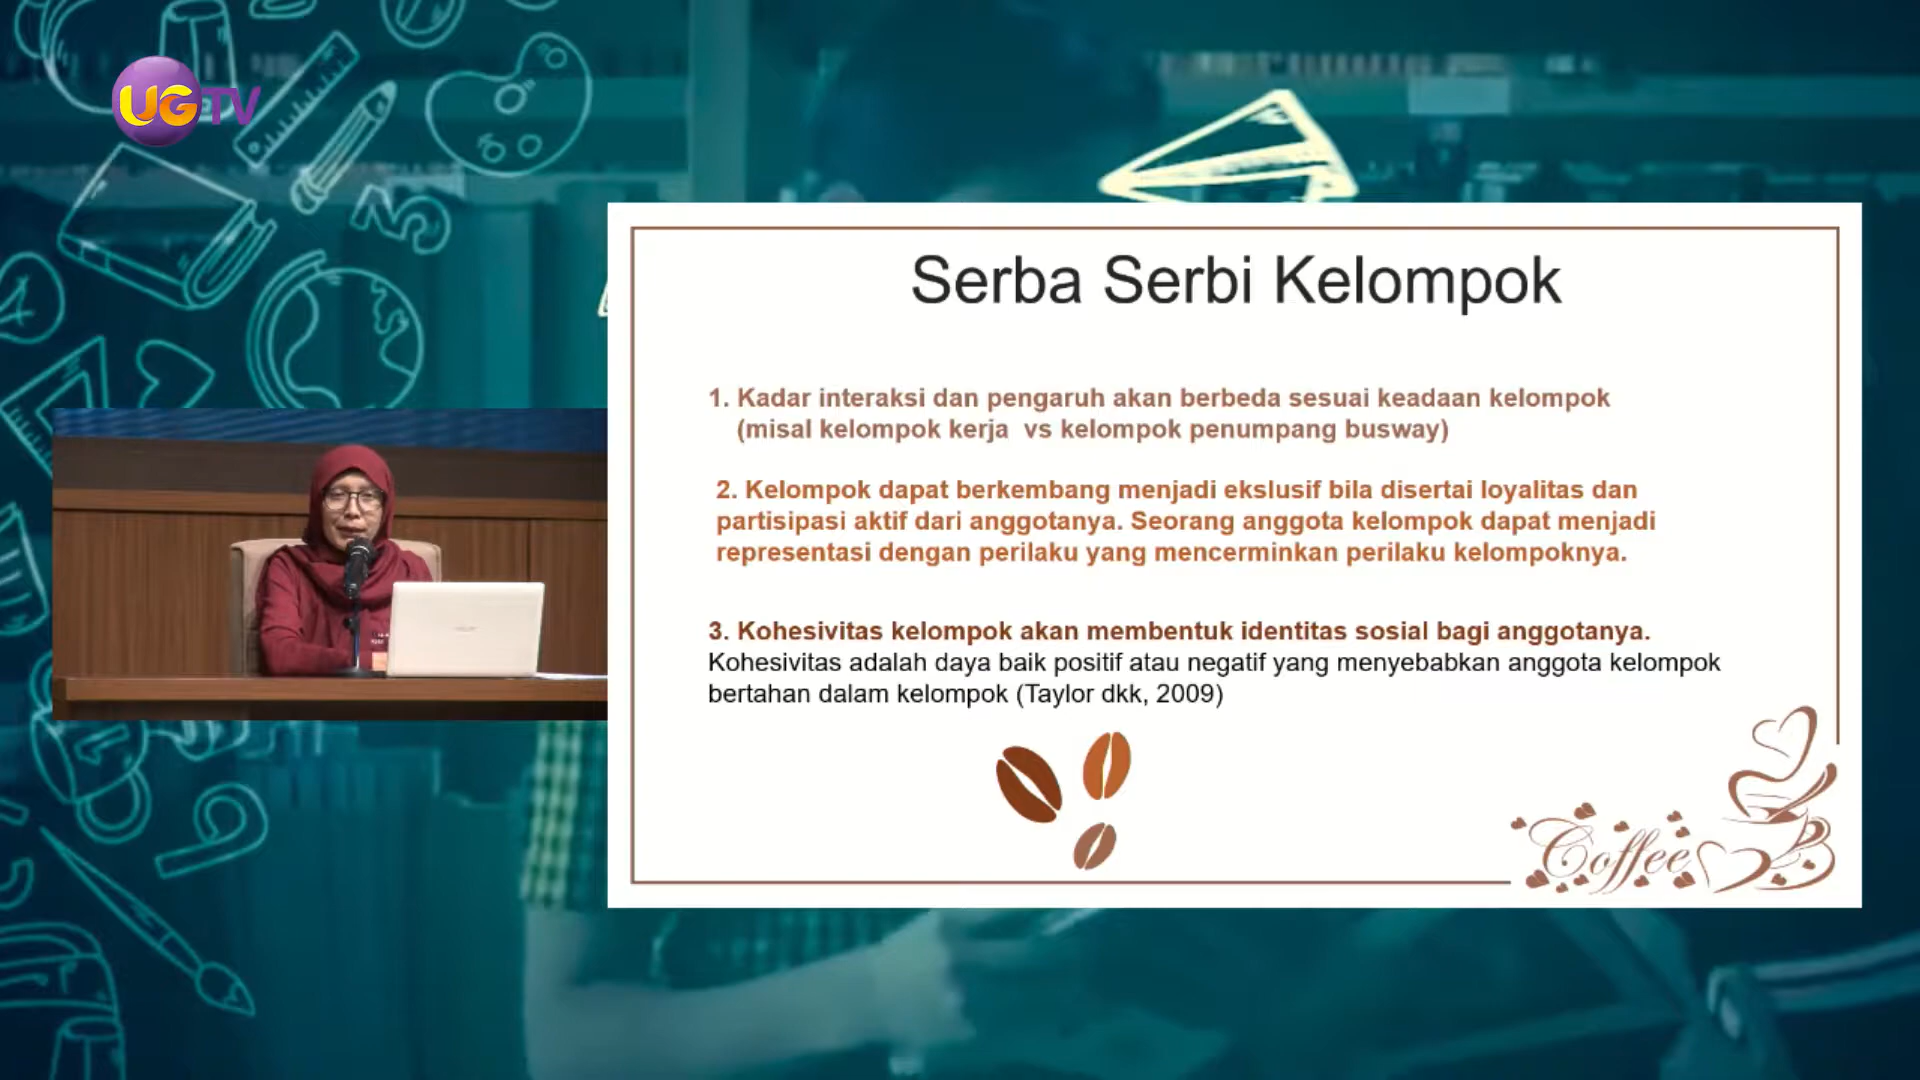 UGTV
Serba Serbi Kelompok
1. Kadar interaksi dan pengaruh akan berbeda sesuai keadaan kelompok
(misal kelompok kerja vs kelompok penumpang busway)
2. Kelompok dapat berkembang menjadi ekslusif bila disertai loyalitas dan
partisipasi aktif dari anggotanya. Seorang anggota kelompok dapat menjadi
representasi dengan perilaku yang mencerminkan perilaku kelompoknya.
3. Kohesivitas kelompok akan membentuk identitas sosial bagi anggotanya.
Kohesivitas adalah daya baik positif atau negatif yang menyebabkan anggota kelompok
bertahan dalam kelompok (Taylor dkk, 2009)
Coffee